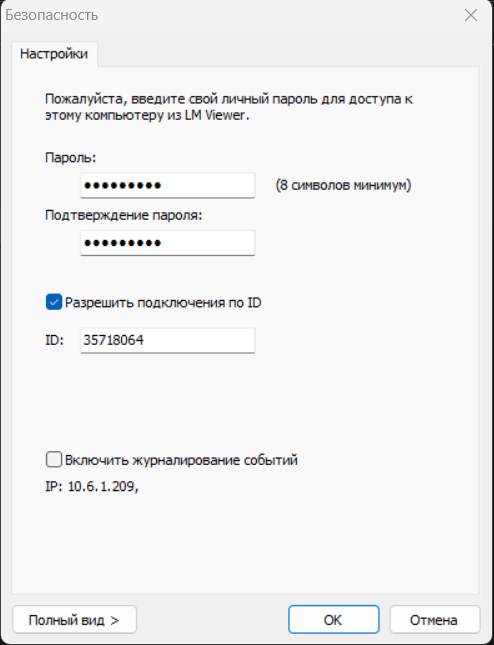 Безопасность
Настройки
Пожалуйста, введите свой личный пароль для доступа к
этому компьютеру из LM Viewer.
Пароль:
●●●●●●●●●
(8 символов минимум)
Подтверждение пароля:
●●●●●●●●●
Разрешить подключения по ID
ID: 35718064
Включить журналирование событий
IP: 10.6.1.209,
Полный вид > OK Отмена